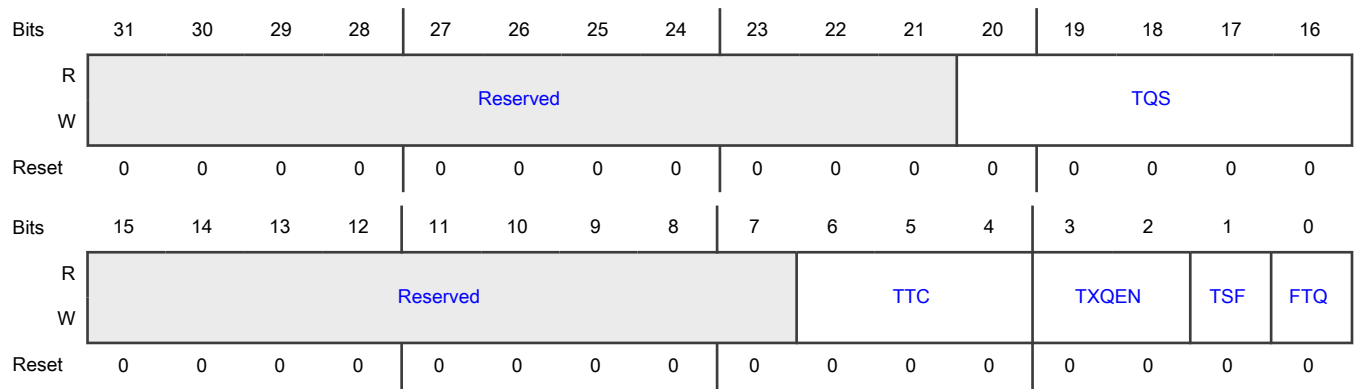 Bits 31 30 29 28 27 26 25 24 23 22 21 20 19 18 17 16
R
Reserved TQS
W
Reset 0 0 0 0 0 0 0 0 0 0 0 0 0 0 0 0
Bits 15 14 13 12 11 10 9 8 7 6 5 4 3 2 1 0
R
Reserved TTC TXQEN TSF FTQ
W
Reset 0 0 0 0 0 0 0 0 0 0 0 0 0 0 0 0